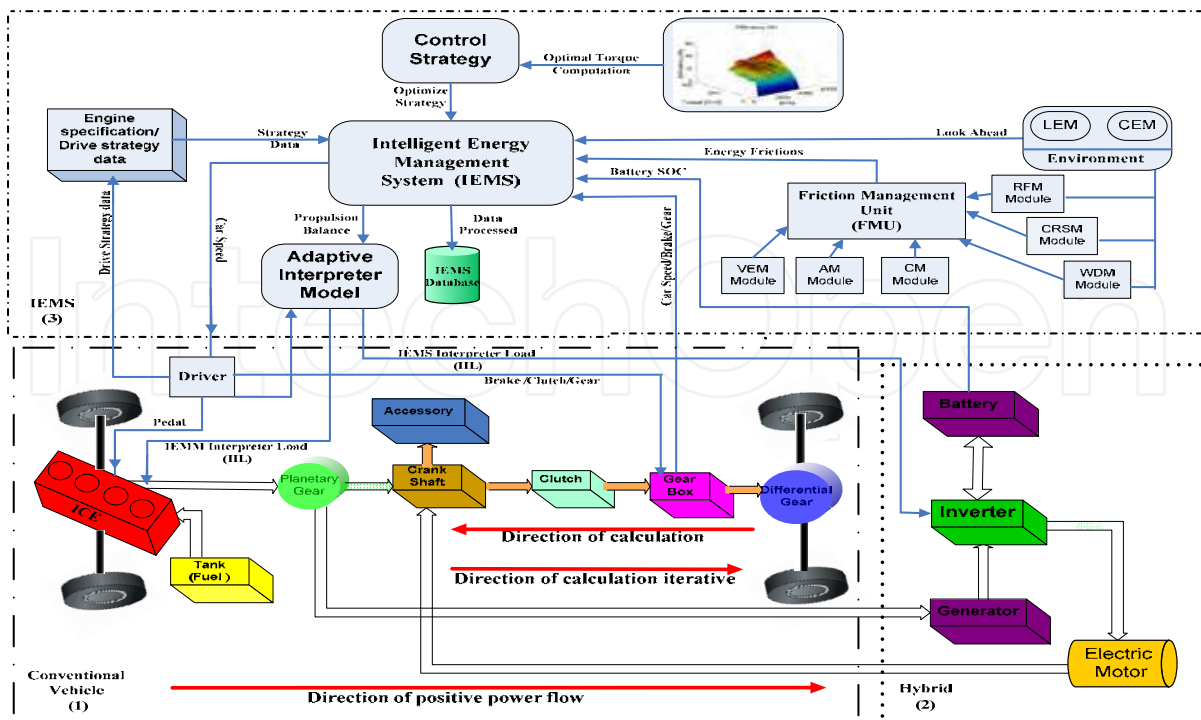 Control
Strategy
Optimal Torque
Computation
Optimize
Strategy
Engine
specification/
Drive strategy
data
Strategy
Data
Intelligent Energy
Management
System (IEMS)
Look Ahead
LEM
CEM
Environment
Energy Frictions
Battery SOC
Friction Management
Unit
(FMU)
RFM
Module
CRSM
Module
WDM
Module
VEM
Module
AM
Module
CM
Module
Drive Strategy data
Car Speed
Propulsion
Balance
Data
Processed
Adaptive
Interpreter
Model
IEMS
Database
Car Speed/Brake/Gear
IEMS
(3)
IntechOpen
IEMS Interpreter Load
(IIL)
Driver
Brake /Clutch/Gear
Pedal
IEMM Interpreter Load
(IIL)
Accessory
Battery
ICE
Planetary
Gear
Crank
Shaft
Clutch
Gear
Box
Differential
Gear
Inverter
Direction of calculation
Tank
(Fuel )
Direction of calculation iterative
Generator
Electric
Motor
Conventional
Vehicle
(1)
Direction of positive power flow
Hybrid
(2)